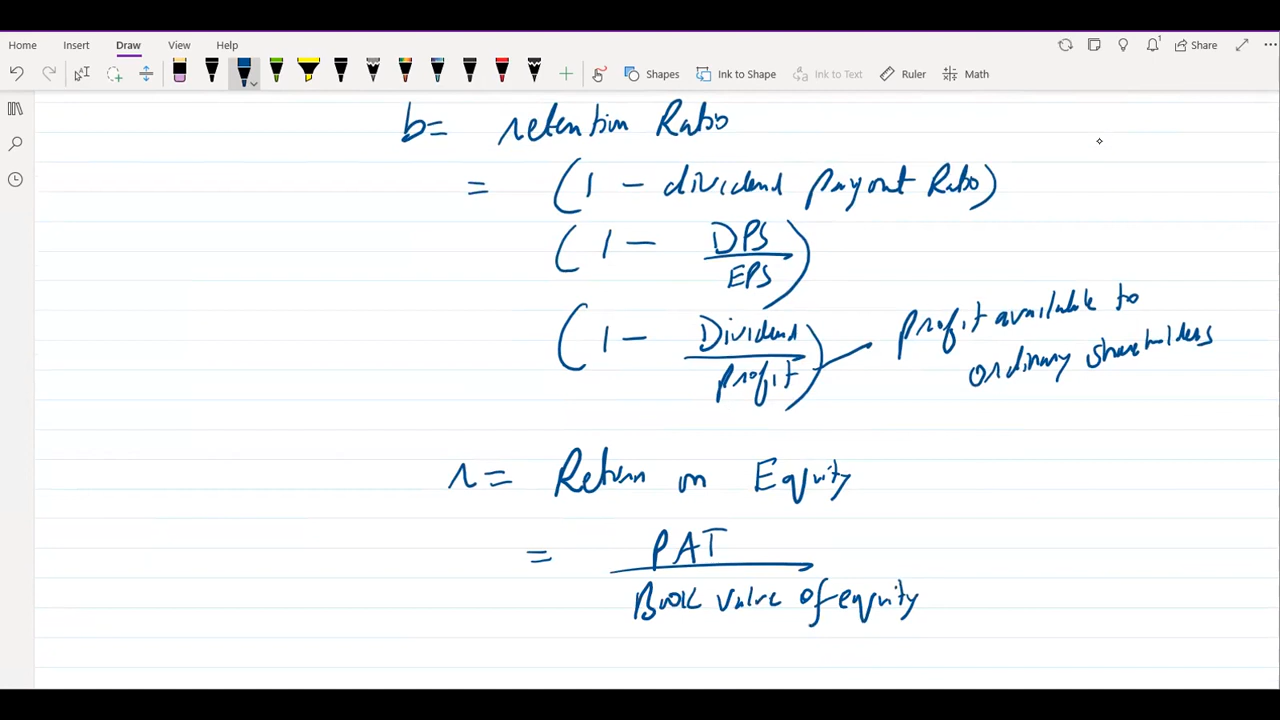 Home Insert Draw View Help
1 Share
Shapes Ink to Shape Ink to Text Ruler Math
b= retention Ratio
= (1 - dividend payout Ratio)
(1 - DPS
EPS)
(1 - Dividend
profit) profit available to
ordinary shareholders
r = Return on Equity
= PAT
Book value of equity